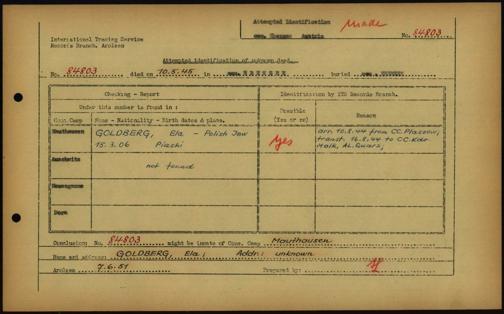 Attempted Identification
made
International Tracing Service
Records Branch, Arolsen
No. 84803
Attempted identification of unknown dead
No. 84803 died on 10.5.45 in buried
Checking - Report
Identification by ITS Records Branch.
Under this number is found in :
Possible (Yes or no)
Reason
Conc.Camp
Name - Nationality - Birth dates & place.
Mauthausen
GOLDBERG, Ela - Polish Jew
15.3.06 Piaski
yes
arr. 10.8.44 from CC. Plaszow,
transf. 16.8.44 to CC. Kdo.
Melk, AL. Quarz;
Auschwitz
not found
Dora
Conclusion: No. 84803 might be inmate of Conc. Camp Mauthausen
Name and address: GOLDBERG, Ela; Addr: unknown
Arolsen 7.6.51 Prepared by: